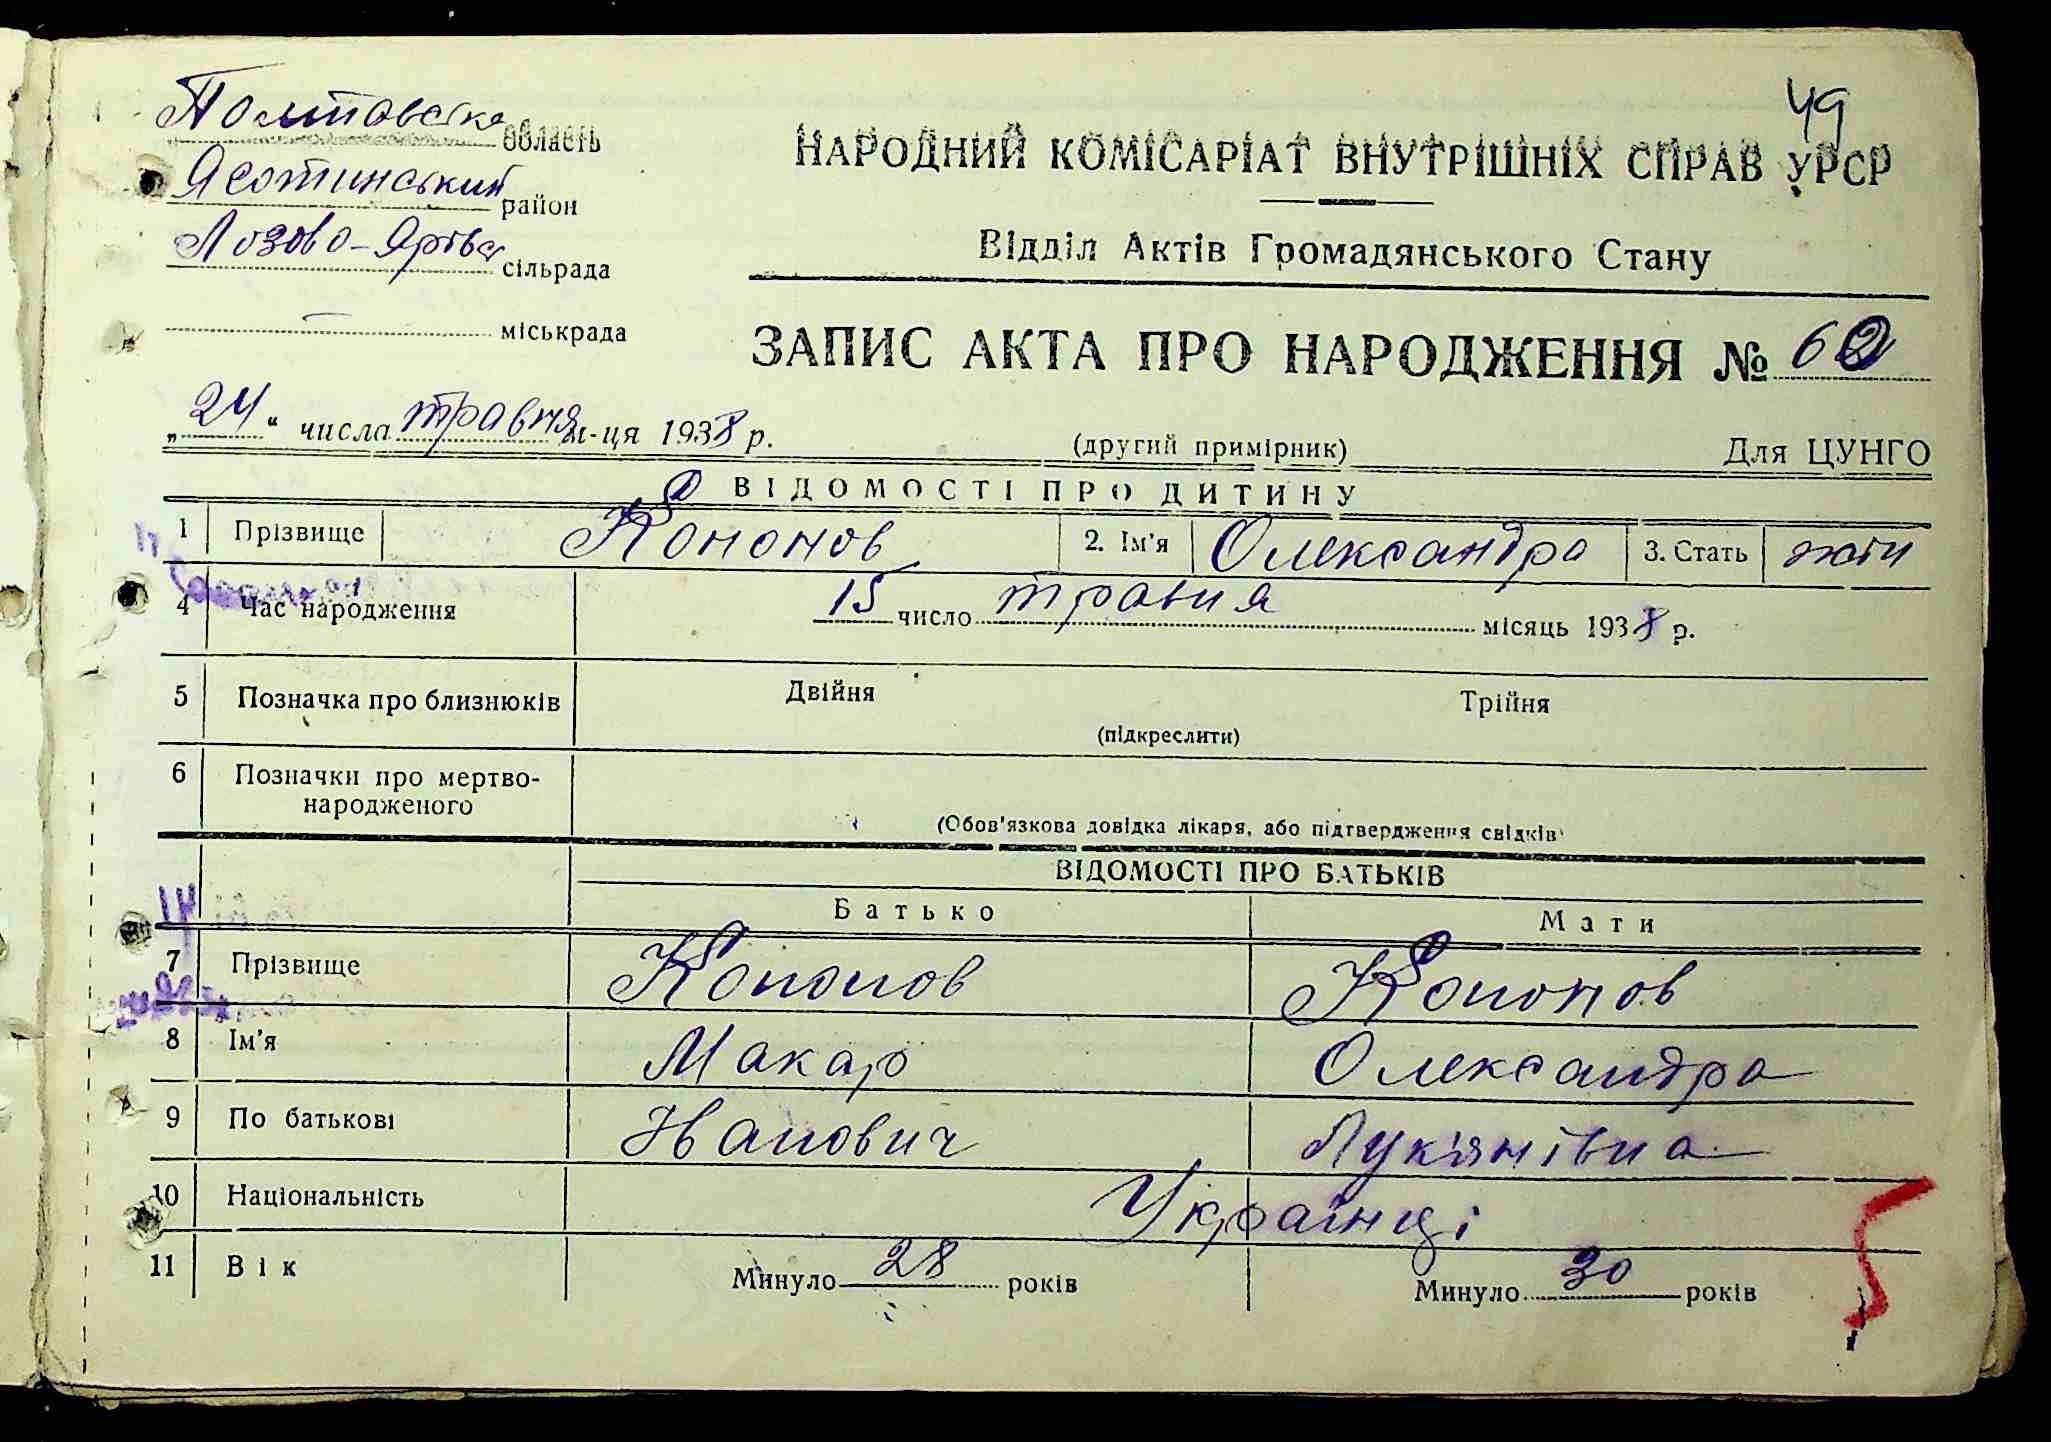 49
Полтавська область
Яготинський район
Лозово-Ярівс сільрада
міськрада
НАРОДНИЙ КОМІСАРІАТ ВНУТРІШНІХ СПРАВ УРСР
Відділ Актів Громадянського Стану
ЗАПИС АКТА ПРО НАРОДЖЕННЯ № 62
„24“ числа травня м-ця 1938 р.
(другий примірник)
Для ЦУНГО
ВІДОМОСТІ ПРО ДИТИНУ
1 Прізвище Кононов 2. Ім'я Олександра 3. Стать жін
4 Час народження 15 число травня місяць 1938 р.
5 Позначка про близнюків Двійня Трійня
(підкреслити)
6 Позначки про мертво-
народженого
(Обов'язкова довідка лікаря, або підтвердження свідків)
ВІДОМОСТІ ПРО БАТЬКІВ
Батько Мати
7 Прізвище Кононов Кононов
8 Ім'я Макар Олександра
9 По батькові Іванович Лук'янівна
10 Національність Українці
11 Вік Минуло 28 років Минуло 30 років